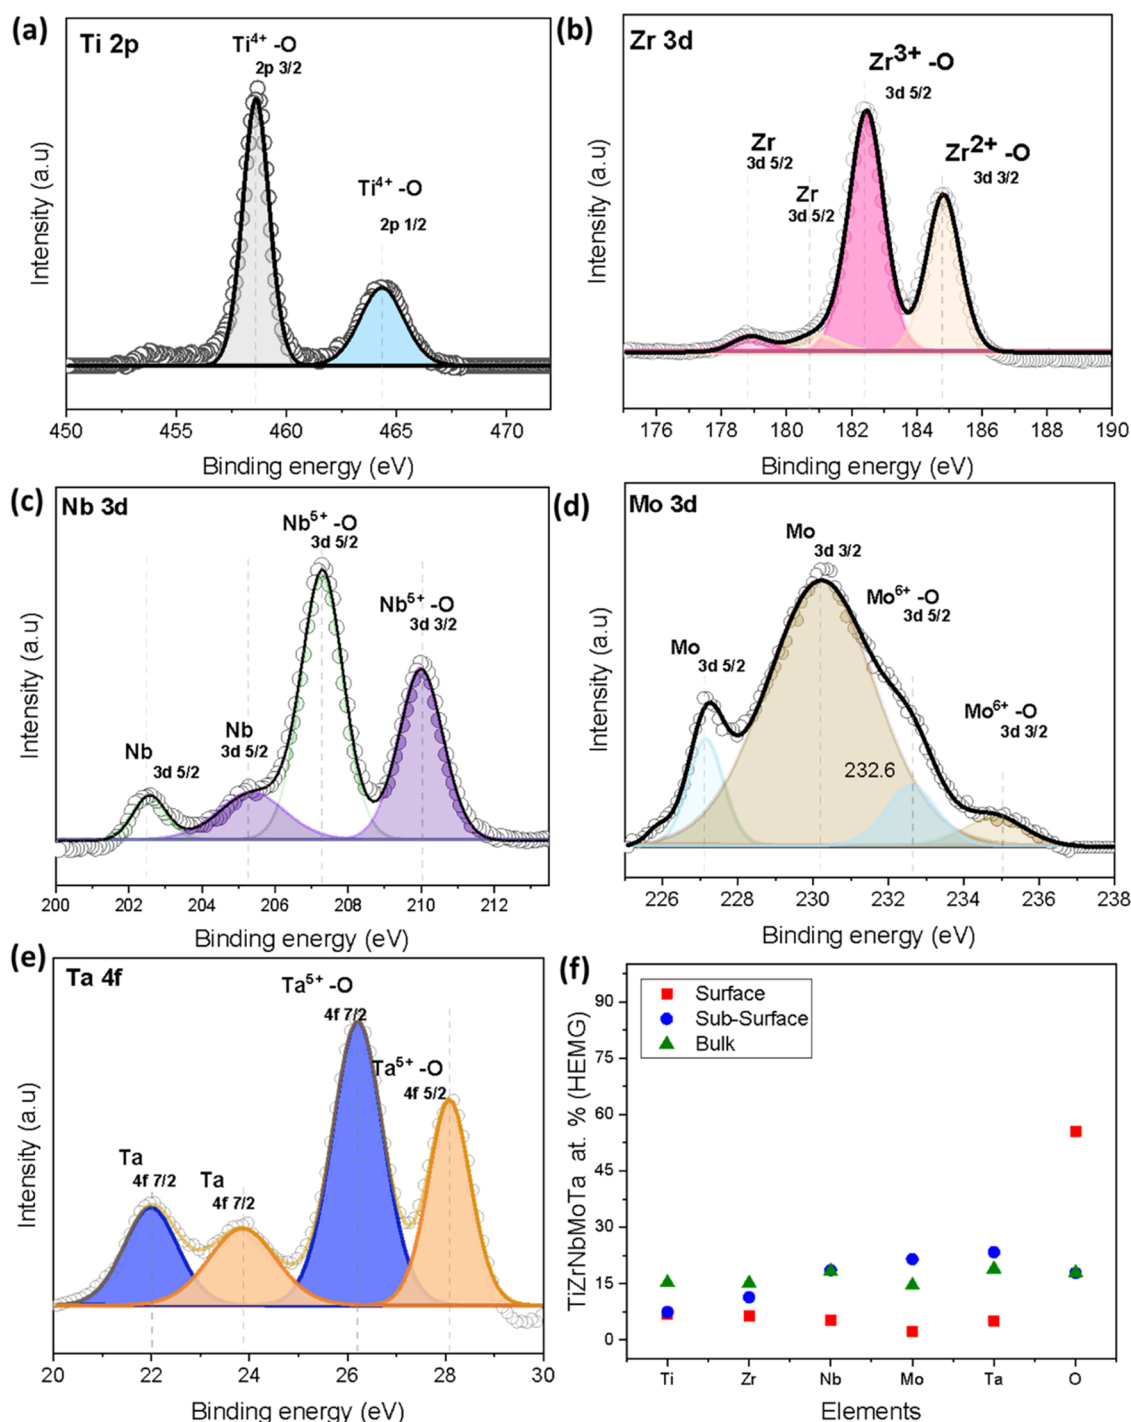 (a)
Ti 2p
Ti⁴⁺ -O
2p 3/2
Ti⁴⁺ -O
2p 1/2
Intensity (a.u)
450 455 460 465 470
Binding energy (eV)
(b)
Zr 3d
Zr³⁺ -O
3d 5/2
Zr
3d 5/2
Zr²⁺ -O
3d 3/2
Zr
3d 5/2
Intensity (a.u)
176 178 180 182 184 186 188 190
Binding energy (eV)
(c)
Nb 3d
Nb⁵⁺ -O
3d 5/2
Nb⁵⁺ -O
3d 3/2
Nb
3d 5/2
Nb
3d 5/2
Intensity (a.u)
200 202 204 206 208 210 212
Binding energy (eV)
(d)
Mo 3d
Mo
3d 3/2
Mo⁶⁺ -O
3d 5/2
Mo
3d 5/2
Mo⁶⁺ -O
3d 3/2
232.6
Intensity (a.u)
226 228 230 232 234 236 238
Binding energy (eV)
(e)
Ta 4f
Ta⁵⁺ -O
4f 7/2
Ta⁵⁺ -O
4f 5/2
Ta
4f 7/2
Ta
4f 7/2
Intensity (a.u)
20 22 24 26 28 30
Binding energy (eV)
(f)
Surface
Sub-Surface
Bulk
TiZrNbMoTa at. % (HEMG)
90
75
60
45
30
15
0
Ti Zr Nb Mo Ta O
Elements